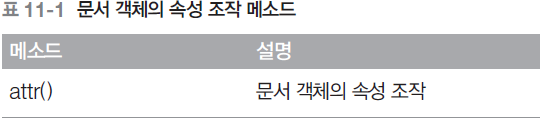 표 11-1 문서 객체의 속성 조작 메소드
메소드 설명
attr() 문서 객체의 속성 조작